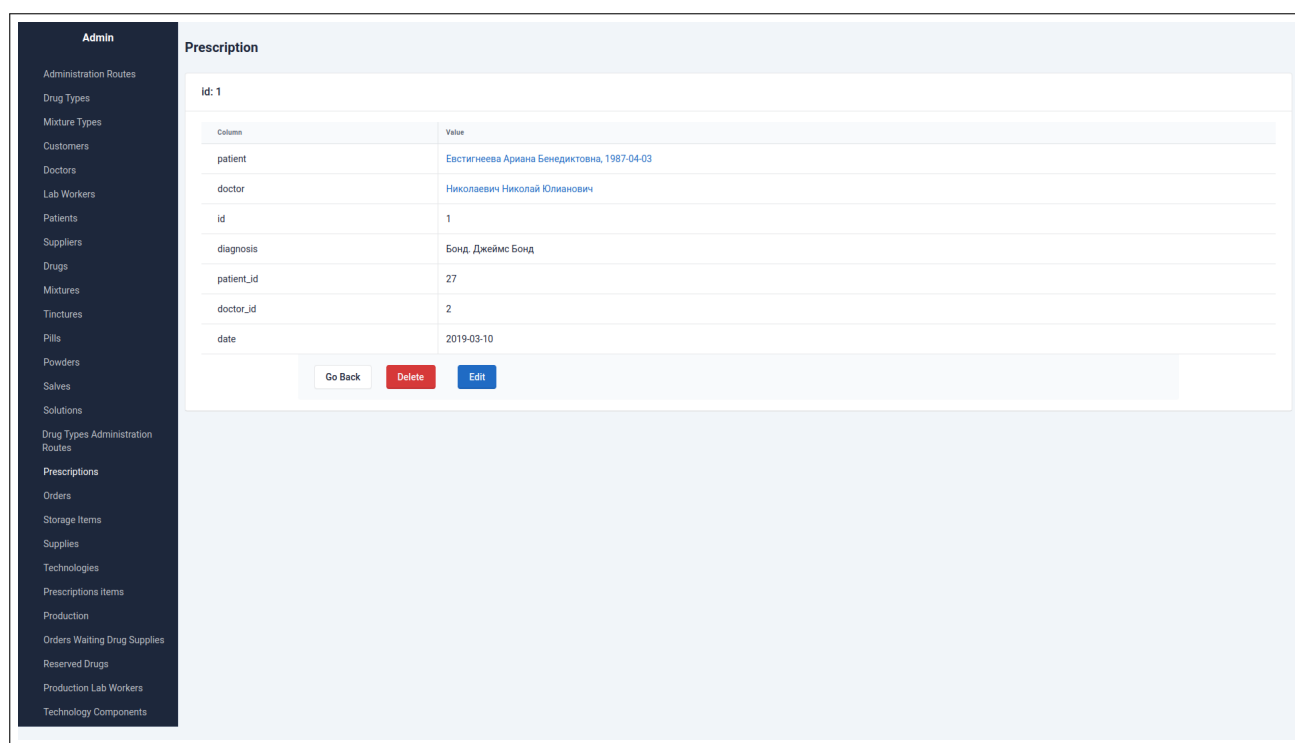 Admin
Administration Routes
Drug Types
Mixture Types
Customers
Doctors
Lab Workers
Patients
Suppliers
Drugs
Mixtures
Tinctures
Pills
Powders
Salves
Solutions
Drug Types Administration
Routes
Prescriptions
Orders
Storage Items
Supplies
Technologies
Prescriptions items
Production
Orders Waiting Drug Supplies
Reserved Drugs
Production Lab Workers
Technology Components
Prescription
id: 1
Column Value
patient Евстигнеева Ариана Бенедиктовна, 1987-04-03
doctor Николаевич Николай Юлианович
id 1
diagnosis Бонд. Джеймс Бонд
patient_id 27
doctor_id 2
date 2019-03-10
Go Back Delete Edit